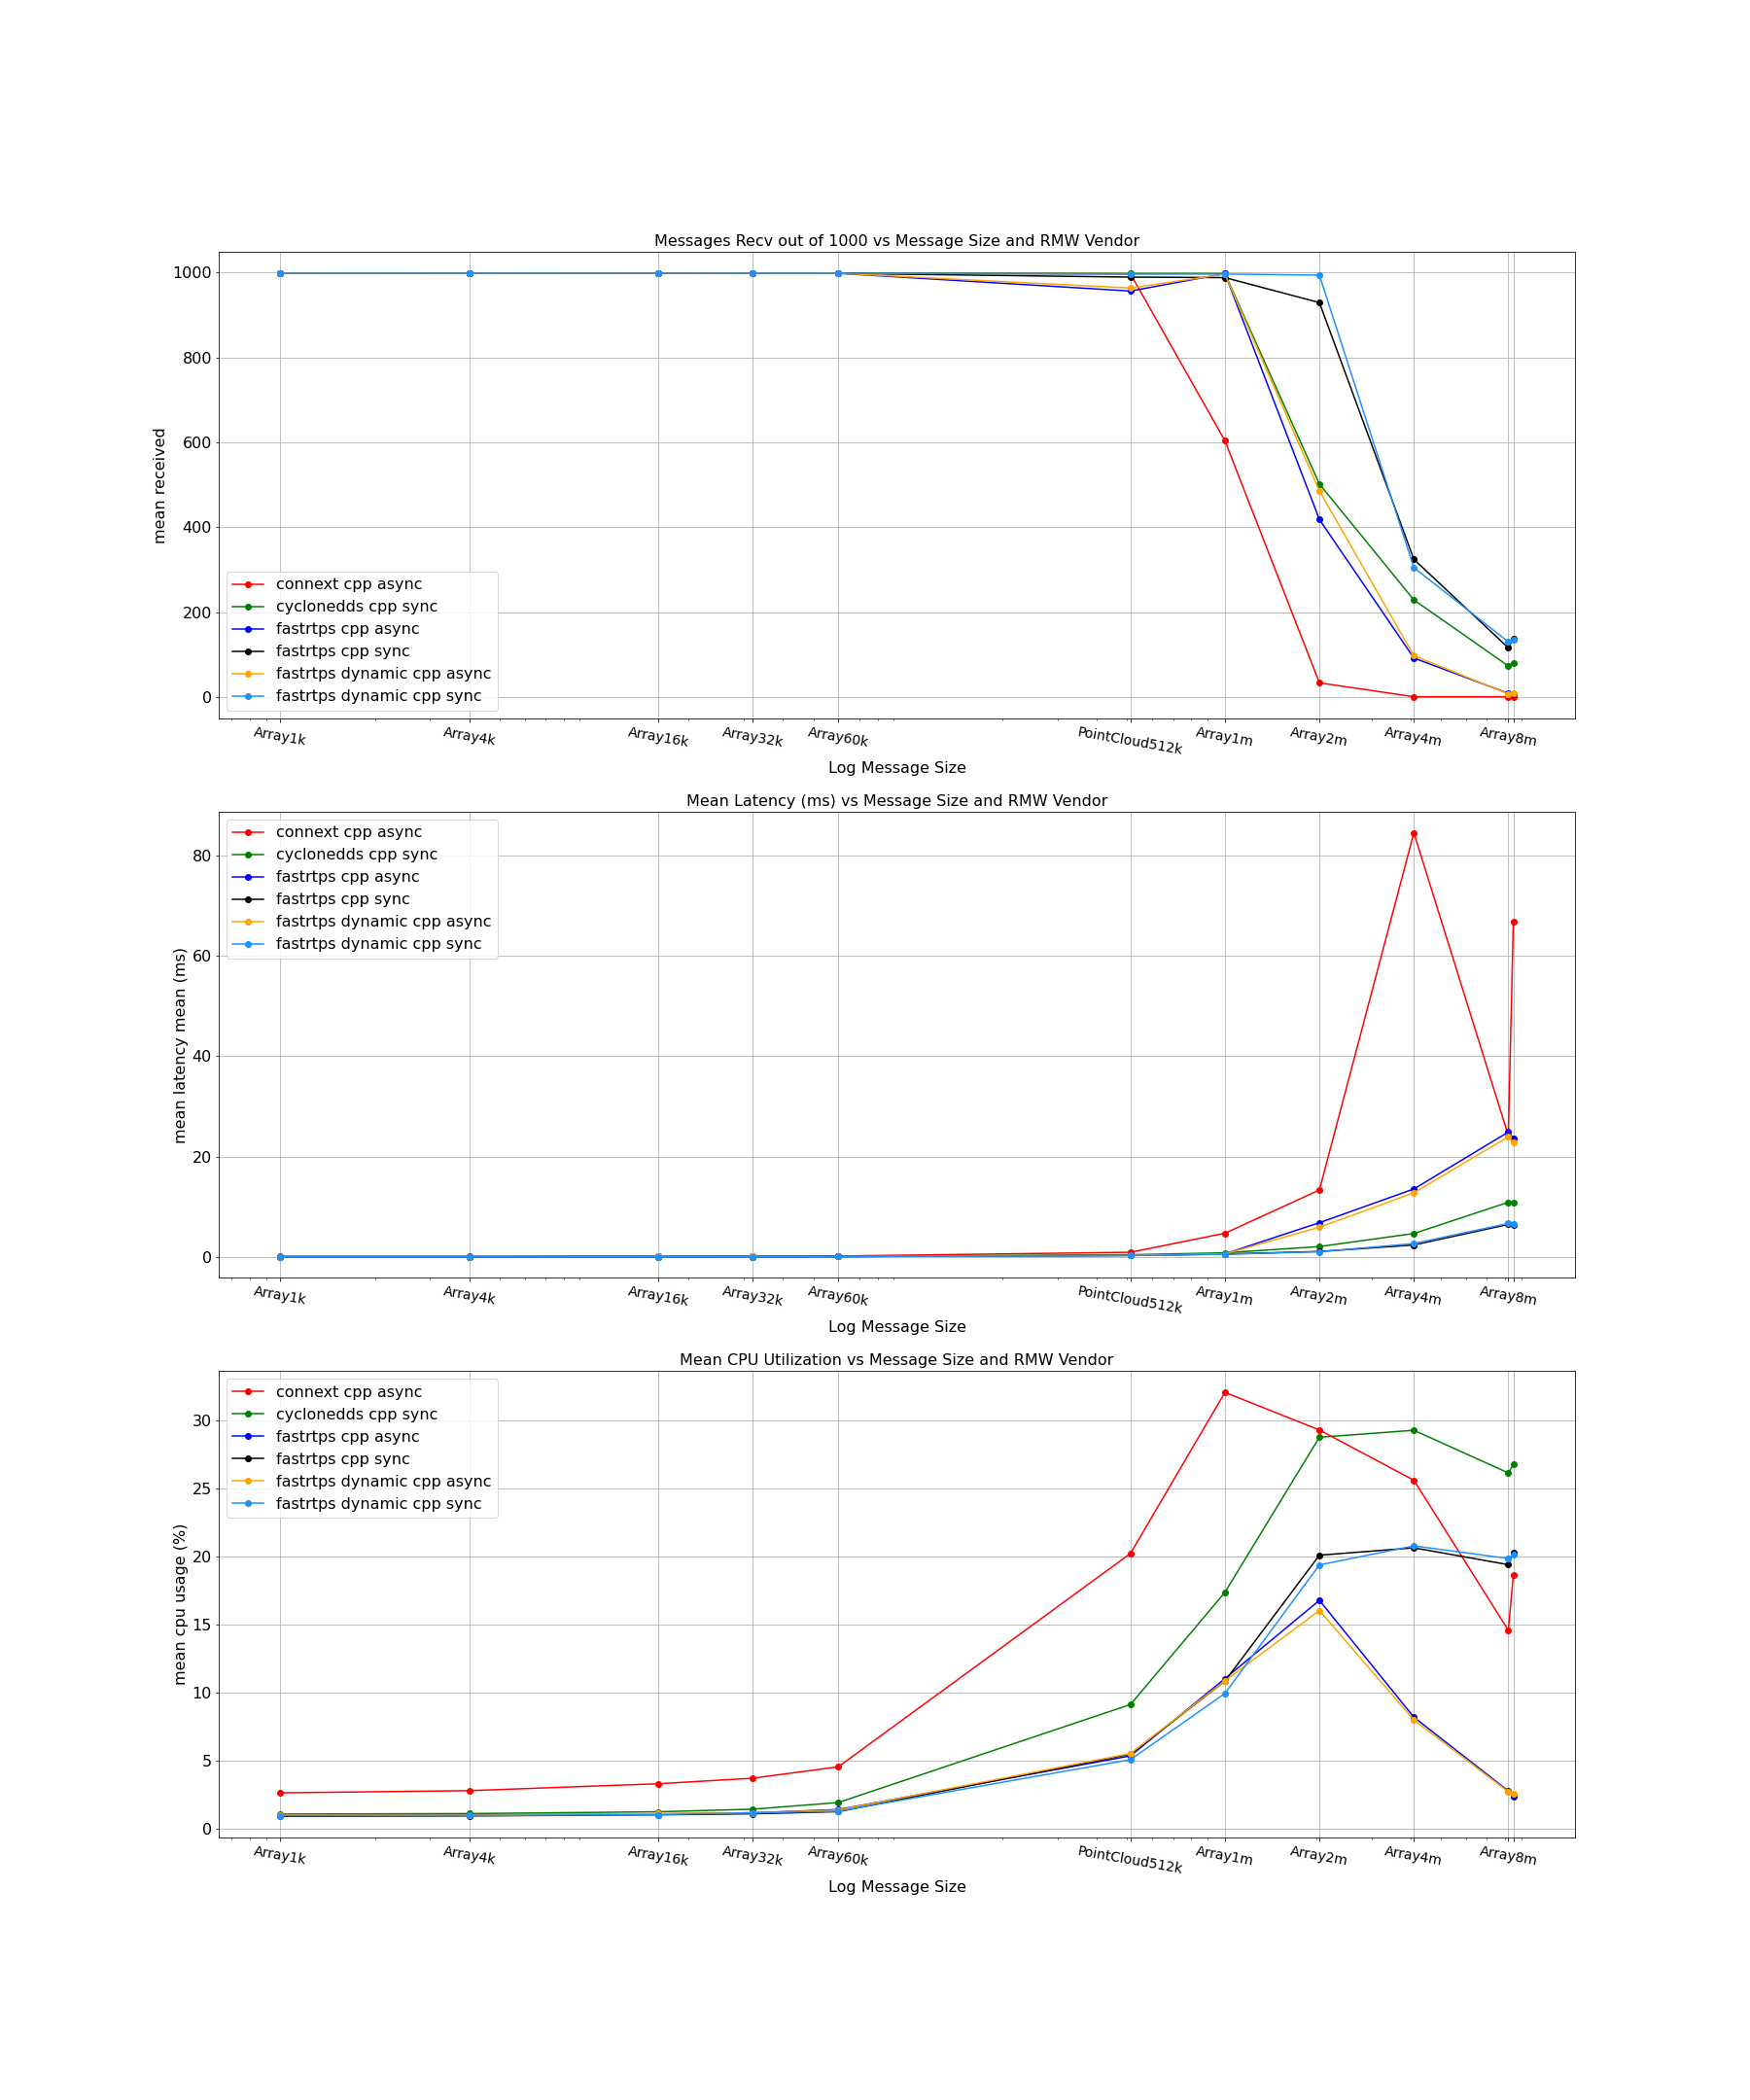 Messages Recv out of 1000 vs Message Size and RMW Vendor
1000
800
600
400
200
0
mean received
connext cpp async
cyclonedds cpp sync
fastrtps cpp async
fastrtps cpp sync
fastrtps dynamic cpp async
fastrtps dynamic cpp sync
Array1k Array4k Array16k Array32k Array60k PointCloud512k Array1m Array2m Array4m Array8m
Log Message Size
Mean Latency (ms) vs Message Size and RMW Vendor
80
60
40
20
0
mean latency mean (ms)
connext cpp async
cyclonedds cpp sync
fastrtps cpp async
fastrtps cpp sync
fastrtps dynamic cpp async
fastrtps dynamic cpp sync
Array1k Array4k Array16k Array32k Array60k PointCloud512k Array1m Array2m Array4m Array8m
Log Message Size
Mean CPU Utilization vs Message Size and RMW Vendor
30
25
20
15
10
5
0
mean cpu usage (%)
connext cpp async
cyclonedds cpp sync
fastrtps cpp async
fastrtps cpp sync
fastrtps dynamic cpp async
fastrtps dynamic cpp sync
Array1k Array4k Array16k Array32k Array60k PointCloud512k Array1m Array2m Array4m Array8m
Log Message Size